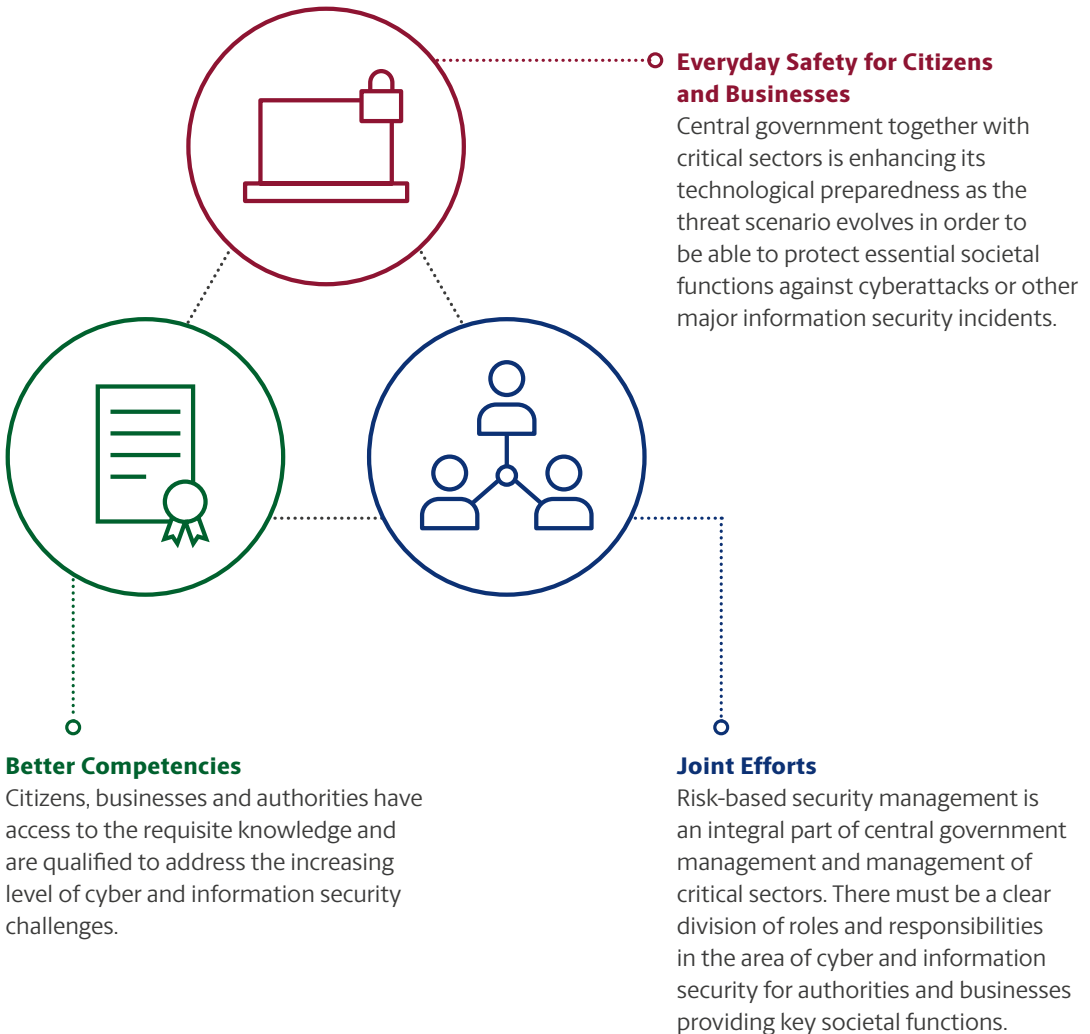 Everyday Safety for Citizens
and Businesses
Central government together with
critical sectors is enhancing its
technological preparedness as the
threat scenario evolves in order to
be able to protect essential societal
functions against cyberattacks or other
major information security incidents.
Better Competencies
Citizens, businesses and authorities have
access to the requisite knowledge and
are qualified to address the increasing
level of cyber and information security
challenges.
Joint Efforts
Risk-based security management is
an integral part of central government
management and management of
critical sectors. There must be a clear
division of roles and responsibilities
in the area of cyber and information
security for authorities and businesses
providing key societal functions.